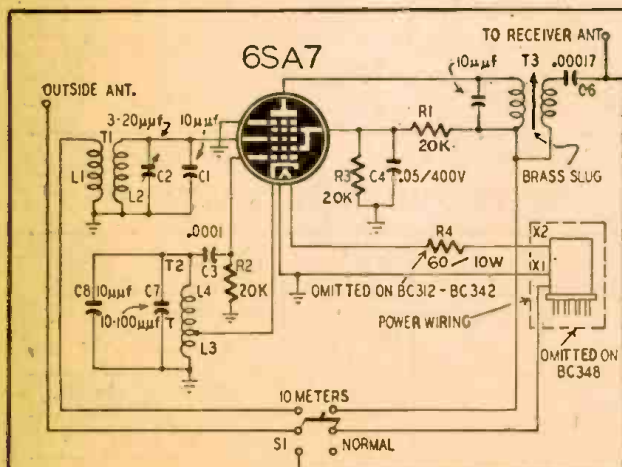 6SA7
TO RECEIVER ANT.
OUTSIDE ANT.
10μμf
T3
.00017
C6
3-20μμf
10μμf
T1
R1
20K
L1
L2
C2
C1
R3
20K
C4
.05/400V
BRASS SLUG
.0001
R4
X2
T2
C3
R2
20K
60/10W
X1
C8
10μμf
C7
L4
OMITTED ON BC312-BC342
10-100μμf
T
L3
POWER WIRING
OMITTED ON
BC348
10 METERS
S1
NORMAL